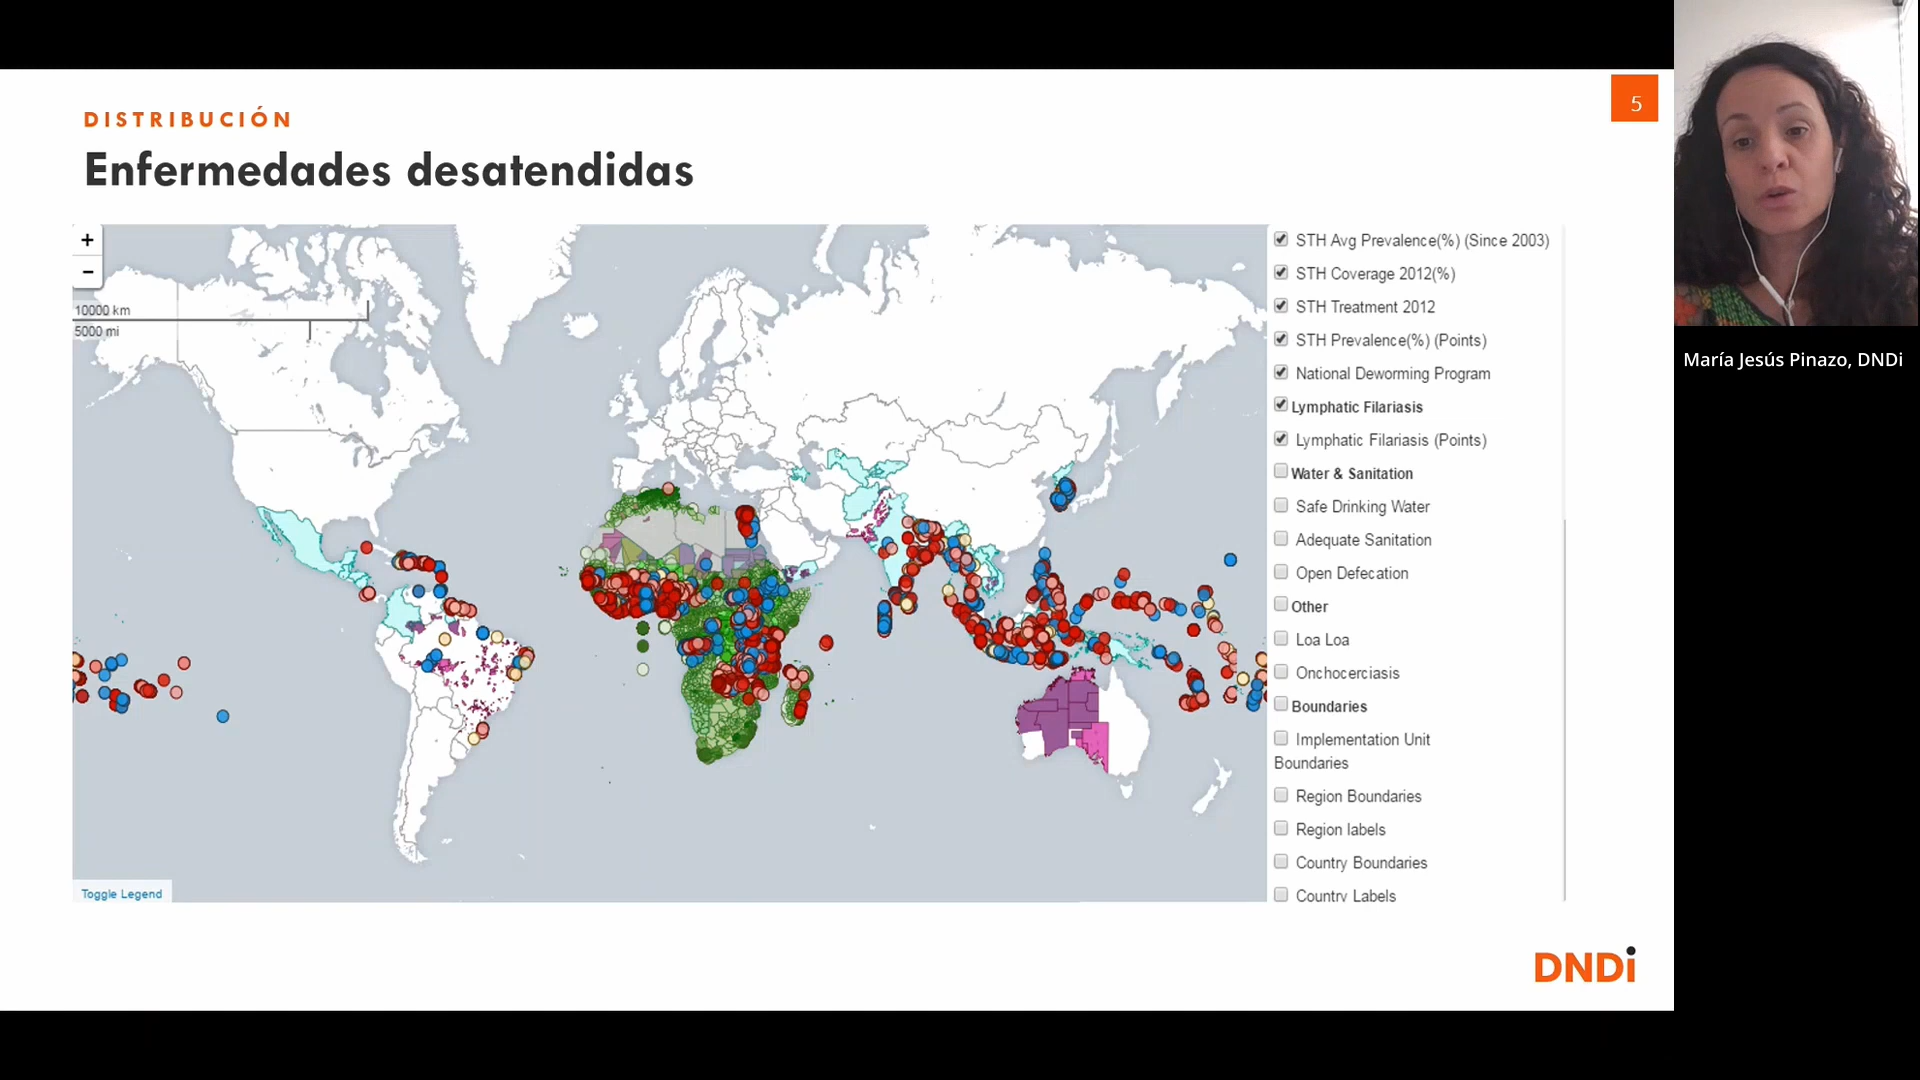 DISTRIBUCIÓN
Enfermedades desatendidas
5
+
−
10000 km
5000 mi
Toggle Legend
STH Avg Prevalence(%) (Since 2003)
STH Coverage 2012(%)
STH Treatment 2012
STH Prevalence(%) (Points)
National Deworming Program
Lymphatic Filariasis
Lymphatic Filariasis (Points)
Water & Sanitation
Safe Drinking Water
Adequate Sanitation
Open Defecation
Other
Loa Loa
Onchocerciasis
Boundaries
Implementation Unit
Boundaries
Region Boundaries
Region labels
Country Boundaries
Country Labels
DNDi
María Jesús Pinazo, DNDi